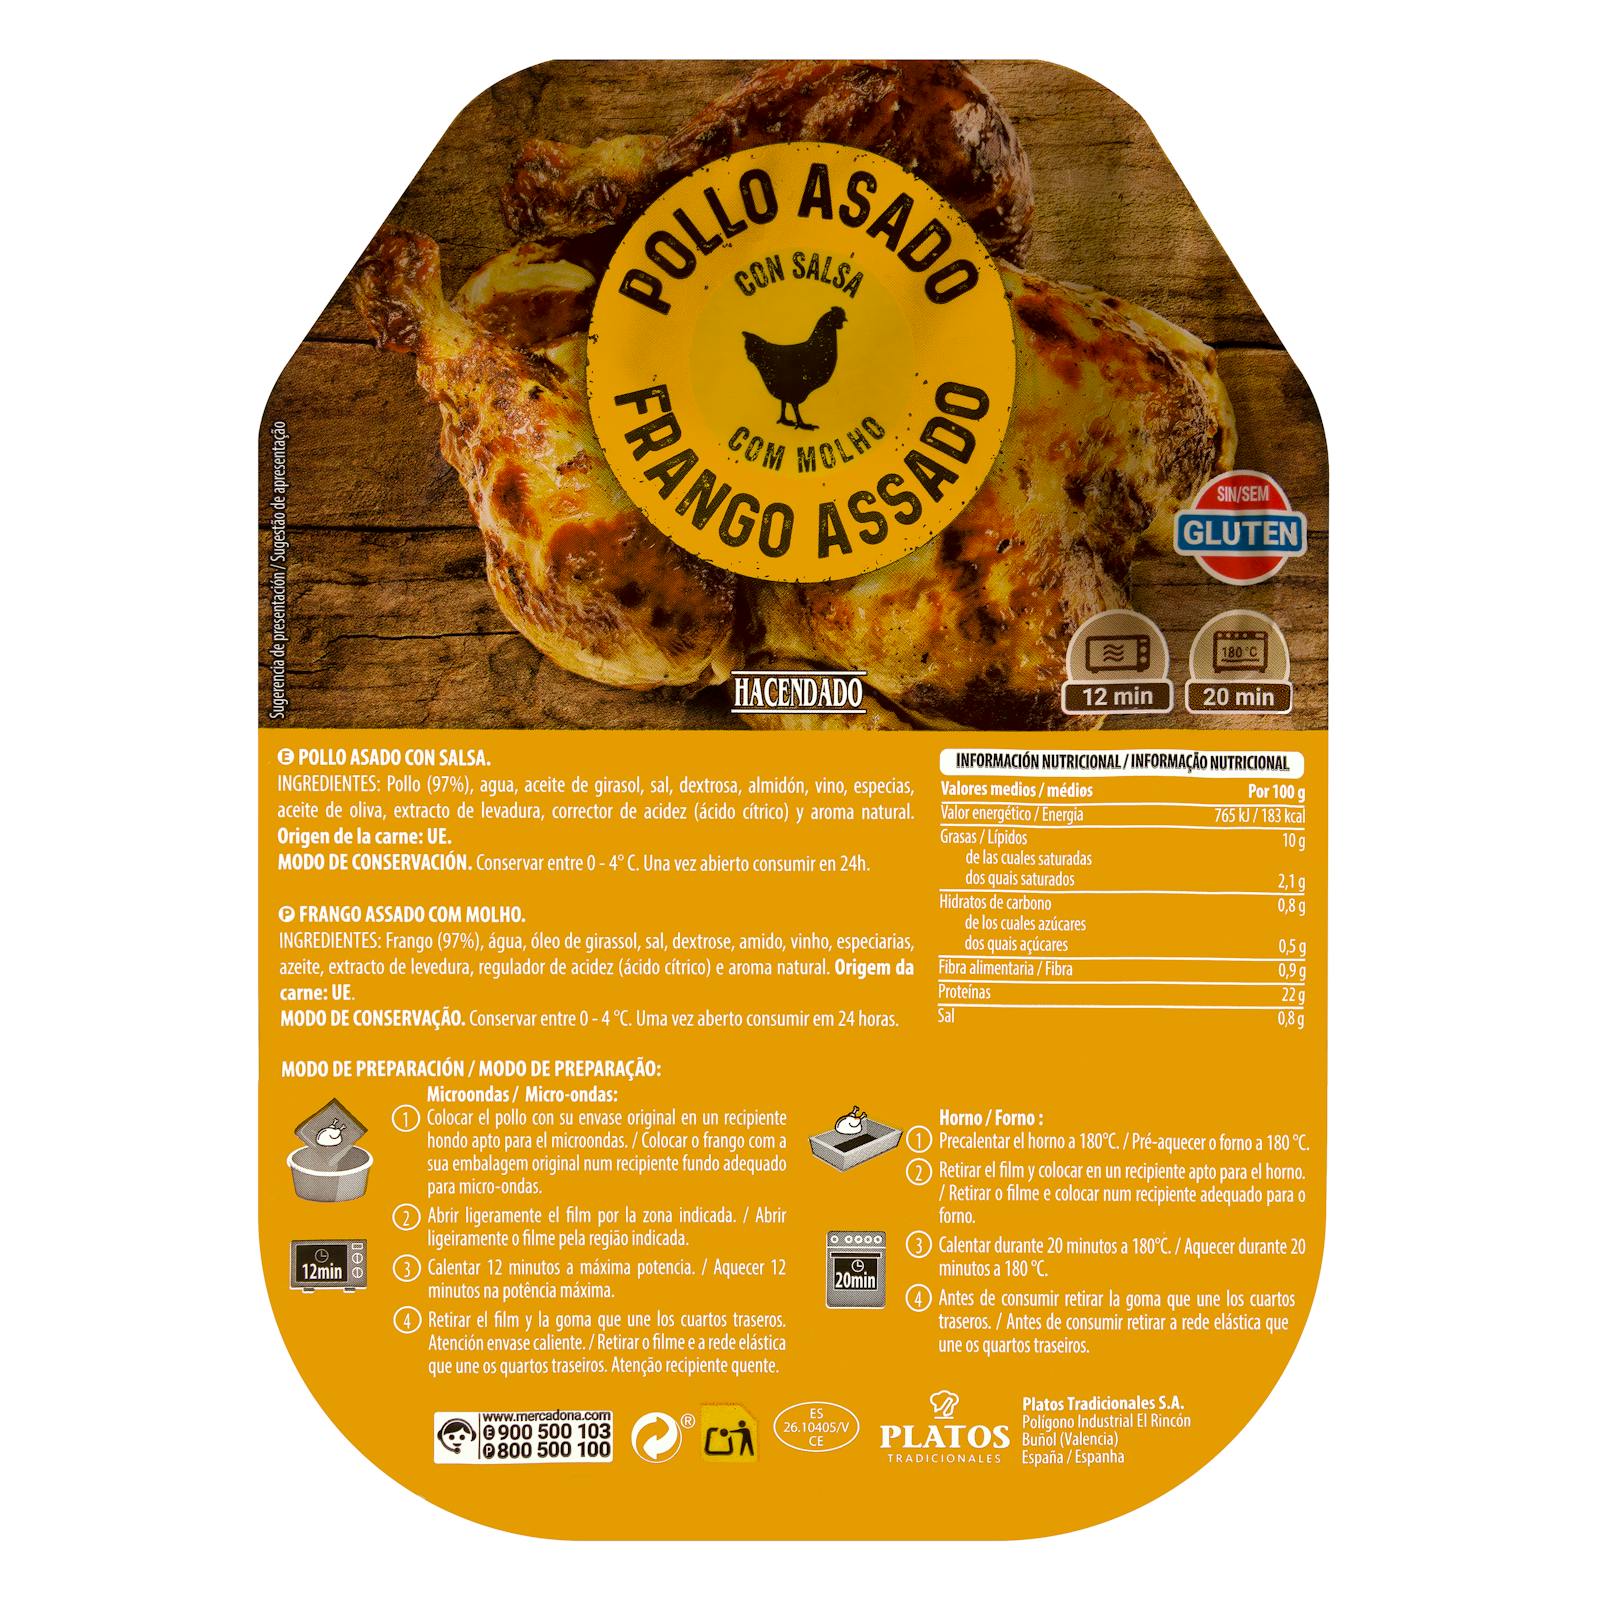 POLLO ASADO
CON SALSA
COM MOLHO
FRANGO ASSADO
SIN/SEM
GLUTEN
180 °C
12 min
20 min
HACENDADO
Sugerencia de presentación / Sugestão de apresentação
E POLLO ASADO CON SALSA.
INGREDIENTES: Pollo (97%), agua, aceite de girasol, sal, dextrosa, almidón, vino, especias,
aceite de oliva, extracto de levadura, corrector de acidez (ácido cítrico) y aroma natural.
Origen de la carne: UE.
MODO DE CONSERVACIÓN. Conservar entre 0 - 4° C. Una vez abierto consumir en 24h.
P FRANGO ASSADO COM MOLHO.
INGREDIENTES: Frango (97%), água, óleo de girassol, sal, dextrose, amido, vinho, especiarias,
azeite, extracto de levedura, regulador de acidez (ácido cítrico) e aroma natural. Origem da
carne: UE.
MODO DE CONSERVAÇÃO. Conservar entre 0 - 4 °C. Uma vez aberto consumir em 24 horas.
INFORMACIÓN NUTRICIONAL / INFORMAÇÃO NUTRICIONAL
Valores medios / médios Por 100 g
Valor energético / Energia 765 kJ / 183 kcal
Grasas / Lípidos 10 g
de las cuales saturadas
dos quais saturados 2,1 g
Hidratos de carbono 0,8 g
de los cuales azúcares
dos quais açúcares 0,5 g
Fibra alimentaria / Fibra 0,9 g
Proteínas 22 g
Sal 0,8 g
MODO DE PREPARACIÓN / MODO DE PREPARAÇÃO:
Microondas / Micro-ondas:
1 Colocar el pollo con su envase original en un recipiente
hondo apto para el microondas. / Colocar o frango com a
sua embalagem original num recipiente fundo adequado
para micro-ondas.
2 Abrir ligeramente el film por la zona indicada. / Abrir
ligeiramente o filme pela região indicada.
12min
3 Calentar 12 minutos a máxima potencia. / Aquecer 12
minutos na potência máxima.
4 Retirar el film y la goma que une los cuartos traseros.
Atención envase caliente. / Retirar o filme e a rede elástica
que une os quartos traseiros. Atenção recipiente quente.
Horno / Forno :
1 Precalentar el horno a 180°C. / Pré-aquecer o forno a 180 °C.
2 Retirar el film y colocar en un recipiente apto para el horno.
/ Retirar o filme e colocar num recipiente adequado para o
forno.
20min
3 Calentar durante 20 minutos a 180°C. / Aquecer durante 20
minutos a 180 °C.
4 Antes de consumir retirar la goma que une los cuartos
traseros. / Antes de consumir retirar a rede elástica que
une os quartos traseiros.
www.mercadona.com
E 900 500 103
P 800 500 100
®
ES
26.10405/V
CE
PLATOS
TRADICIONALES
Platos Tradicionales S.A.
Polígono Industrial El Rincón
Buñol (Valencia)
España / Espanha